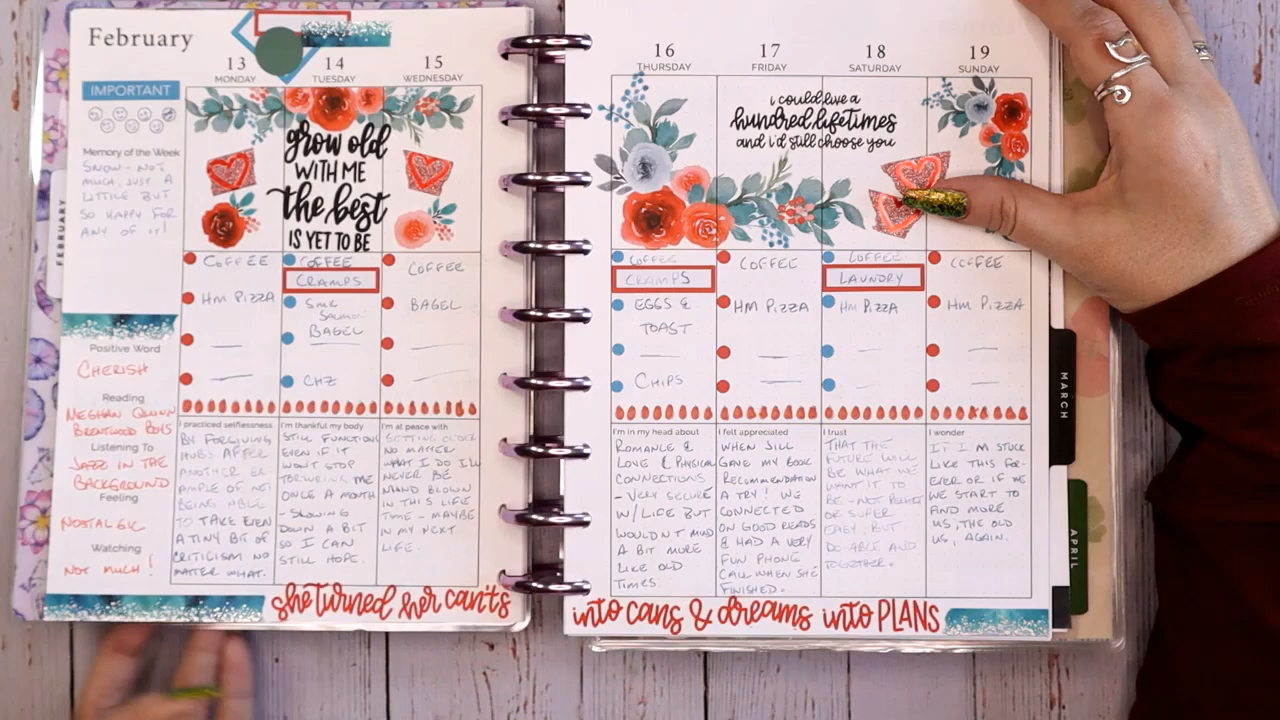 February
13
MONDAY
14
TUESDAY
15
WEDNESDAY
IMPORTANT
Memory of the Week
SNOW - NOT
MUCH, JUST A
LITTLE BUT
SO HAPPY FOR
ANY OF IT!
FEBRUARY
grow old
WITH ME
the best
IS YET TO BE
COFFEE
HM PIZZA
COFFEE
CRAMPS
SMK
SALMON
BAGEL
CHZ
COFFEE
BAGEL
Positive Word
CHERISH
Reading
MEGHAN QUINN
BRENTWOOD BOYS
Listening To
JAZZ IN THE
BACKGROUND
Feeling
NOSTALGIC
Watching
NOT MUCH!
I practiced selflessness
BY FORGIVING
HUBS AFTER
ANOTHER EX-
AMPLE OF NOT
BEING ABLE
TO TAKE EVEN
A TINY BIT OF
CRITICISM NO
MATTER WHAT.
I'm thankful my body
STILL FUNCTIONS
EVEN IF IT
WON'T STOP
TORTURING ME
ONCE A MONTH
- SLOWING
DOWN A BIT
SO I CAN
STILL HOPE.
I'm at peace with
GETTING OLDER
NO MATTER
WHAT I DO I'LL
NEVER BE
MIND BLOWN
IN THIS LIFE
TIME - MAYBE
IN MY NEXT
LIFE.
she turned her can'ts
16
THURSDAY
17
FRIDAY
18
SATURDAY
19
SUNDAY
i could live a
hundred lifetimes
and i'd still choose you
COFFEE
CRAMPS
EGGS &
TOAST
CHIPS
COFFEE
HM PIZZA
COFFEE
LAUNDRY
HM PIZZA
COFFEE
HM PIZZA
I'm in my head about
ROMANCE &
LOVE & PHYSICAL
CONNECTIONS
- VERY SECURE
W/LIFE BUT
WOULDN'T MIND
A BIT MORE
LIKE OLD
TIMES.
I felt appreciated
WHEN JILL
GAVE MY BOOK
RECOMMENDATION
A TRY! WE
CONNECTED
ON GOOD READS
& HAD A VERY
FUN PHONE
CALL WHEN SHE
FINISHED.
I trust
THAT THE
FUTURE WILL
BE WHAT WE
WANT IT TO
BE - NOT
BE SUPER
EASY, BUT
DO-ABLE AND
TOGETHER.
I wonder
IF I'M STUCK
LIKE THIS FOR-
EVER OR IF WE
WE START TO
AND MORE
US, THE OLD
US, AGAIN.
into cans & dreams into PLANS
MARCH
APRIL